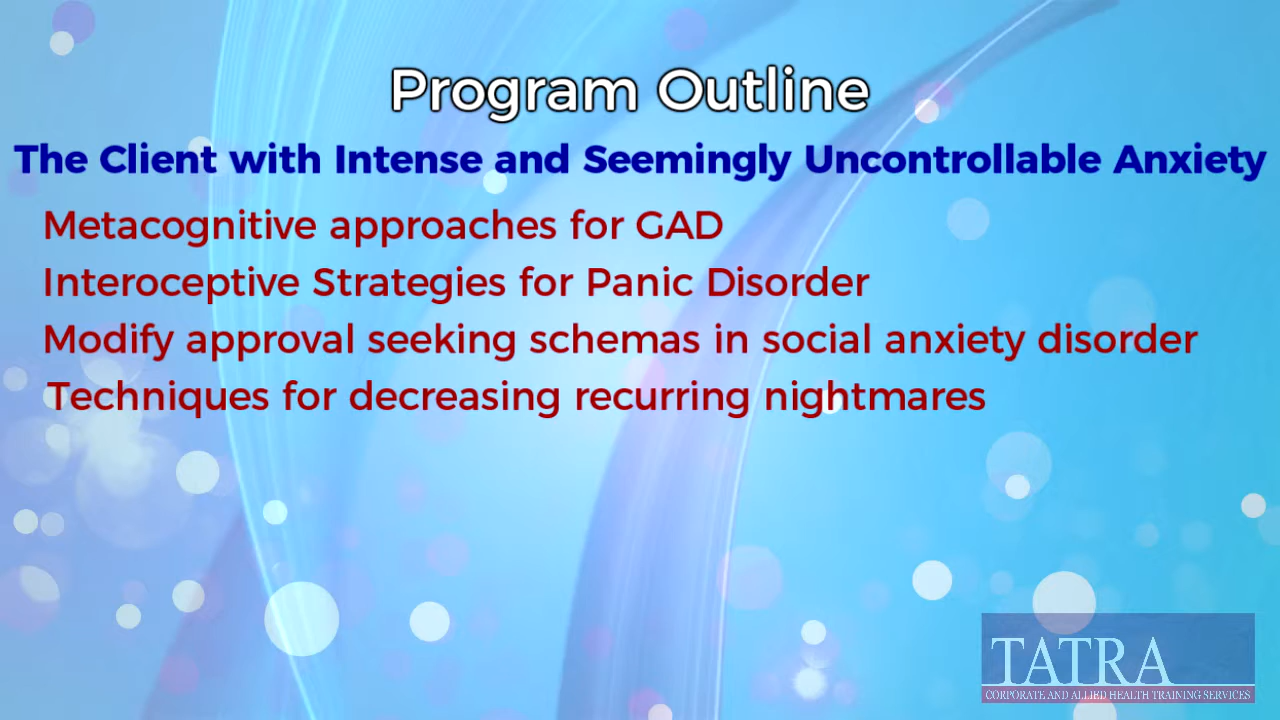 Program Outline
The Client with Intense and Seemingly Uncontrollable Anxiety
Metacognitive approaches for GAD
Interoceptive Strategies for Panic Disorder
Modify approval seeking schemas in social anxiety disorder
Techniques for decreasing recurring nightmares
TATRA
CORPORATE AND ALLIED HEALTH TRAINING SERVICES